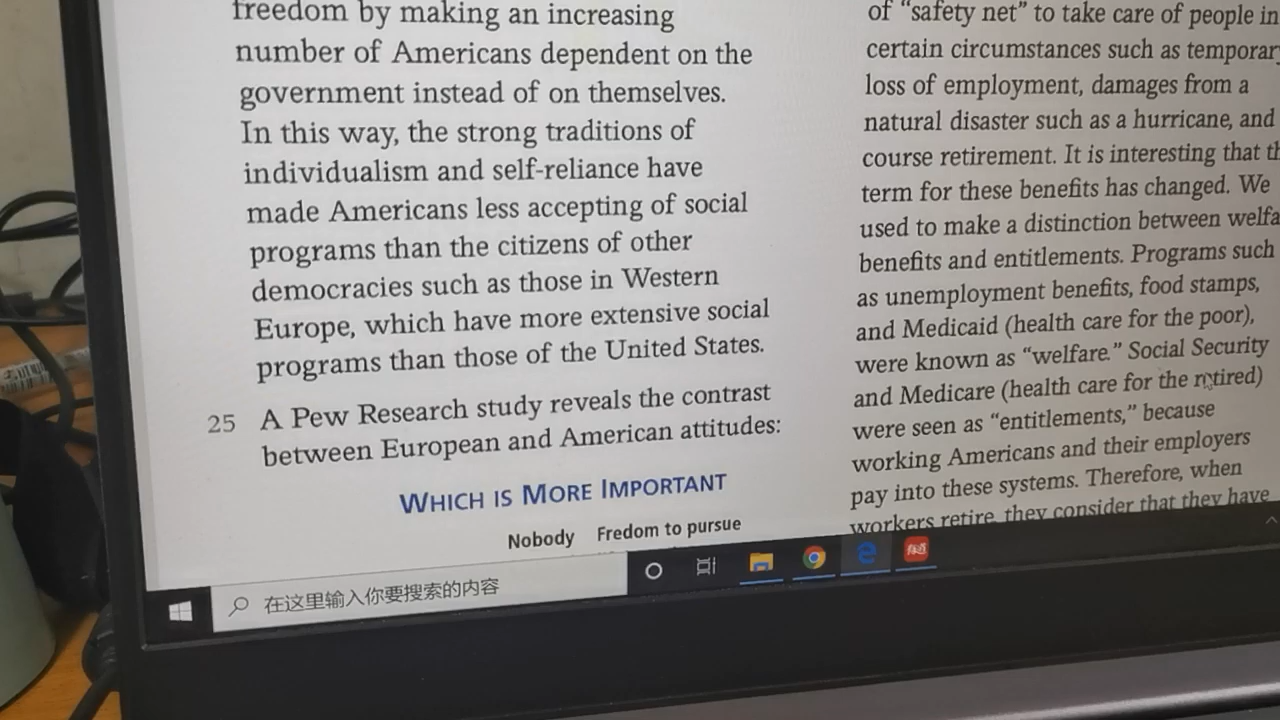 freedom by making an increasing
number of Americans dependent on the
government instead of on themselves.
In this way, the strong traditions of
individualism and self-reliance have
made Americans less accepting of social
programs than the citizens of other
democracies such as those in Western
Europe, which have more extensive social
programs than those of the United States.
25 A Pew Research study reveals the contrast
between European and American attitudes:
WHICH IS MORE IMPORTANT
Nobody Fredom to pursue
of “safety net” to take care of people in
certain circumstances such as temporary
loss of employment, damages from a
natural disaster such as a hurricane, and
course retirement. It is interesting that
term for these benefits has changed. We
used to make a distinction between
benefits and entitlements. Programs such
as unemployment benefits, food stamps,
and Medicaid (health care for the poor),
were known as “welfare.” Social Security
and Medicare (health care for the retired)
were seen as “entitlements,” because
working Americans and their employers
pay into these systems. Therefore, when
workers retire, they consider that they have
在这里输入你要搜索的内容